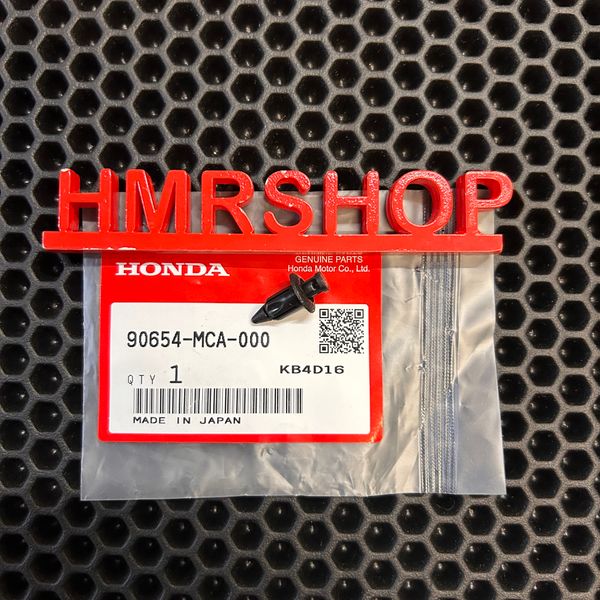 HMRSHOP
GENUINE PARTS
HONDA
Honda Motor Co., Ltd.
90654-MCA-000
KB4D16
QTY 1
MADE IN JAPAN